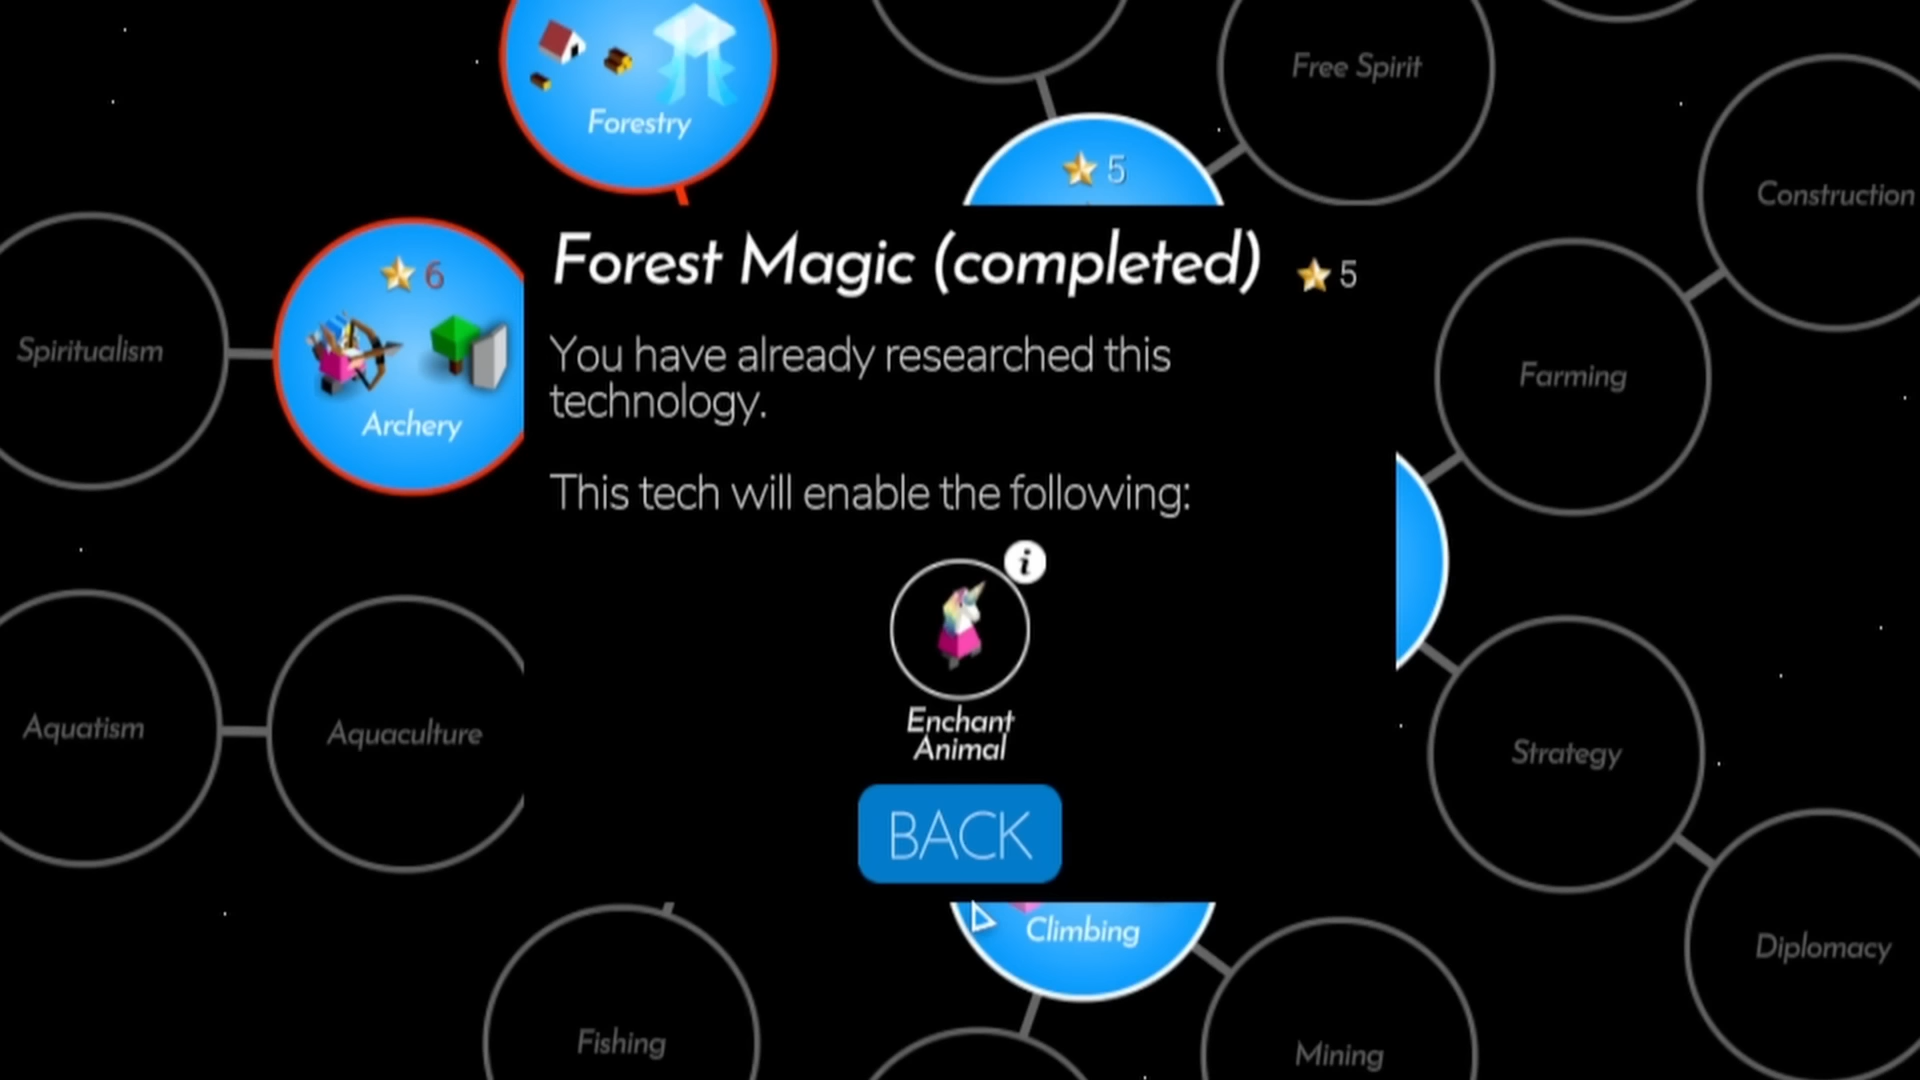 Forestry
Free Spirit
Construction
5
Forest Magic (completed) 5
6
Spiritualism
Archery
You have already researched this
technology.
Farming
This tech will enable the following:
i
Enchant
Animal
Aquatism
Aquaculture
Strategy
BACK
Climbing
Diplomacy
Fishing
Mining